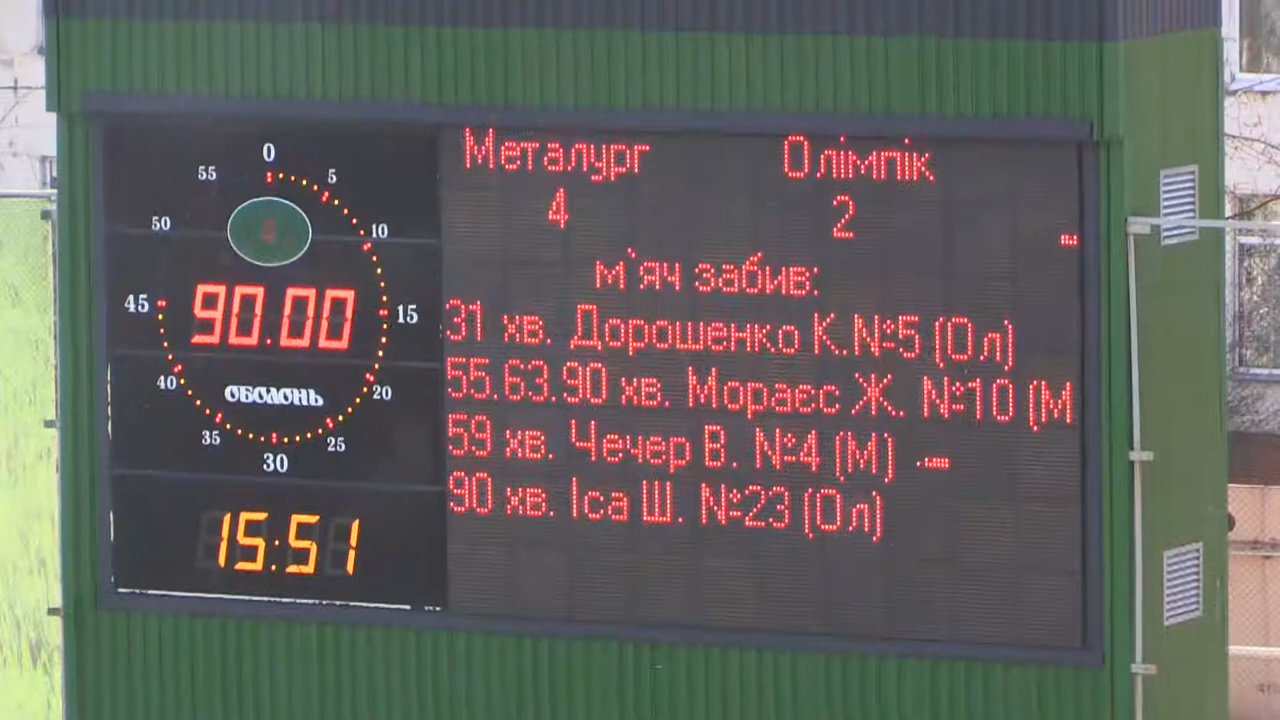 0
55 5
50 10
45 90.00 15
40 ОБОЛОНЬ 20
35 25
30
15:51
Металург Олімпік
4 2
м`яч забив:
31 хв. Дорошенко К.№5 (Ол)
55.63.90 хв. Мораєс Ж. №10 (М
59 хв. Чечер В. №4 (М)
90 хв. Іса Ш. №23 (Ол)